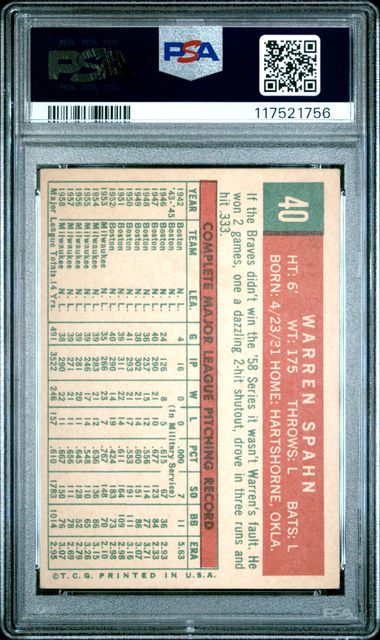 PSA
PSA
117521756
40
WARREN SPAHN
HT: 6' WT: 175 THROWS: L BATS: L
BORN: 4/23/31 HOME: HARTSHORNE, OKLA.
If the Braves didn't win the '58 Series it wasn't Warren's fault. He
won 2 games, one a dazzling 2-hit shutout, drove in three runs and
hit .333.
COMPLETE MAJOR LEAGUE PITCHING RECORD
YEAR TEAM LEA G IP W L PCT SO BB ERA
1942 Boston N. L. 4 16 0 0 .000 7 11 5.63
'43-'45 Boston (In Military Service)
1946 Boston N. L. 24 126 8 5 .615 67 36 2.93
1947 Boston N. L. 40 290 21 10 .677 123 84 2.33
1948 Boston N. L. 36 257 15 12 .556 114 77 3.71
1949 Boston N. L. 38 302 21 14 .600 151 86 3.07
1950 Boston N. L. 41 293 21 17 .553 191 111 3.16
1951 Boston N. L. 39 311 22 14 .611 164 109 2.98
1952 Boston N. L. 40 290 14 19 .424 183 73 2.98
1953 Milwaukee N. L. 35 266 23 7 .767 148 70 2.10
1954 Milwaukee N. L. 39 283 21 12 .636 136 86 3.15
1955 Milwaukee N. L. 39 246 17 14 .548 110 65 3.26
1956 Milwaukee N. L. 39 281 20 11 .645 128 52 2.79
1957 Milwaukee N. L. 39 271 21 11 .656 111 78 2.69
1958 Milwaukee N. L. 38 290 22 11 .667 150 76 3.07
Major League Totals 14 Yrs. 491 3522 246 157 .610 1783 1014 2.95
© T.C.G. PRINTED IN U.S.A.